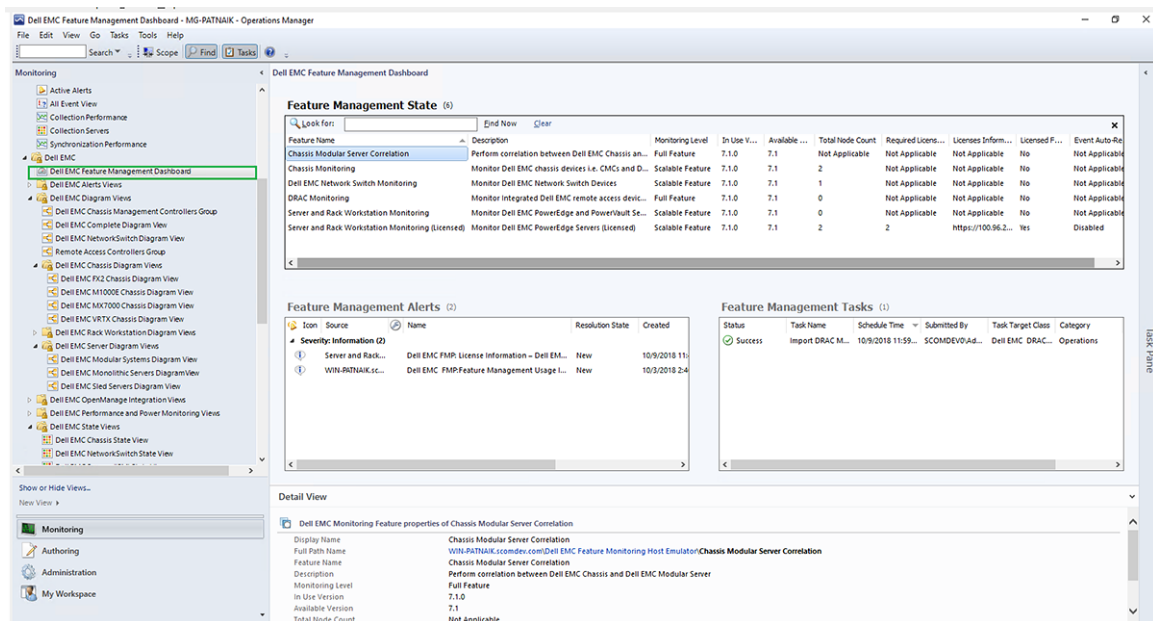 Dell EMC Feature Management Dashboard - MG-PATNAIK - Operations Manager
File Edit View Go Tasks Tools Help
Search Scope Find Tasks
Monitoring
Active Alerts
All Event View
Collection Performance
Collection Servers
Synchronization Performance
Dell EMC
Dell EMC Feature Management Dashboard
Dell EMC Alerts Views
Dell EMC Diagram Views
Dell EMC Chassis Management Controllers Group
Dell EMC Complete Diagram View
Dell EMC NetworkSwitch Diagram View
Remote Access Controllers Group
Dell EMC Chassis Diagram Views
Dell EMC FX2 Chassis Diagram View
Dell EMC M1000E Chassis Diagram View
Dell EMC MX7000 Chassis Diagram View
Dell EMC VRTX Chassis Diagram View
Dell EMC Rack Workstation Diagram Views
Dell EMC Server Diagram Views
Dell EMC Modular Systems Diagram View
Dell EMC Monolithic Servers DiagramView
Dell EMC Sled Servers Diagram View
Dell EMC OpenManage Integration Views
Dell EMC Performance and Power Monitoring Views
Dell EMC State Views
Dell EMC Chassis State View
Dell EMC NetworkSwitch State View
Show or Hide Views...
New View
Monitoring
Authoring
Administration
My Workspace
Dell EMC Feature Management Dashboard
Feature Management State (6)
Look for: Find Now Clear
Feature Name Description Monitoring Level In Use V... Available ... Total Node Count Required Licens... Licenses Inform... Licensed F... Event Auto-Re
Chassis Modular Server Correlation Perform correlation between Dell EMC Chassis an... Full Feature 7.1.0 7.1 Not Applicable Not Applicable Not Applicable No Not Applicable
Chassis Monitoring Monitor Dell EMC chassis devices i.e. CMCs and D... Scalable Feature 7.1.0 7.1 2 Not Applicable Not Applicable No Not Applicable
Dell EMC Network Switch Monitoring Monitor Dell EMC Network Switch Devices Scalable Feature 7.1.0 7.1 1 Not Applicable Not Applicable No Not Applicable
DRAC Monitoring Monitor Integrated Dell EMC remote access devic... Full Feature 7.1.0 7.1 0 Not Applicable Not Applicable No Not Applicable
Server and Rack Workstation Monitoring Monitor Dell EMC PowerEdge and PowerVault Se... Scalable Feature 7.1.0 7.1 0 Not Applicable Not Applicable No Not Applicable
Server and Rack Workstation Monitoring (Licensed) Monitor Dell EMC PowerEdge Servers (Licensed) Scalable Feature 7.1.0 7.1 2 2 https://100.96.2... Yes Disabled
Feature Management Alerts (2)
Icon Source Name Resolution State Created
Severity: Information (2)
Server and Rack... Dell EMC FMP: License Information – Dell EM... New 10/9/2018 11:
WIN-PATNAIK.sc... Dell EMC FMP:Feature Management Usage I... New 10/3/2018 2:4
Feature Management Tasks (1)
Status Task Name Schedule Time Submitted By Task Target Class Category
Success Import DRAC M... 10/9/2018 11:59... SCOMDEV0\Ad... Dell EMC DRAC... Operations
Task Pane
Detail View
Dell EMC Monitoring Feature properties of Chassis Modular Server Correlation
Display Name Chassis Modular Server Correlation
Full Path Name WIN-PATNAIK.scomdev.com\Dell EMC Feature Monitoring Host Emulator\Chassis Modular Server Correlation
Feature Name Chassis Modular Server Correlation
Description Perform correlation between Dell EMC Chassis and Dell EMC Modular Server
Monitoring Level Full Feature
In Use Version 7.1.0
Available Version 7.1
Total Node Count Not Applicable